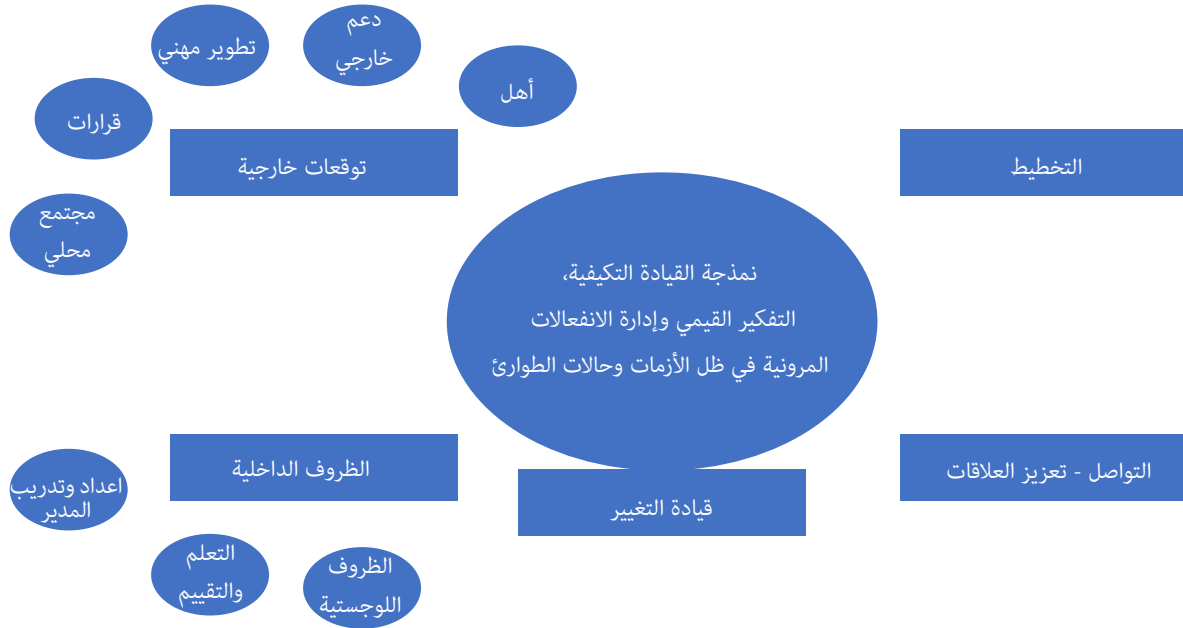 دعم
خارجي
تطوير مهني
أهل
قرارات
توقعات خارجية
التخطيط
مجتمع
محلي
نمذجة القيادة التكيفية،
التفكير القيمي وإدارة الانفعالات
المرونية في ظل الأزمات وحالات الطوارئ
التواصل - تعزيز العلاقات
الظروف الداخلية
اعداد وتدريب
المدير
قيادة التغيير
التعلم
والتقييم
الظروف
اللوجستية